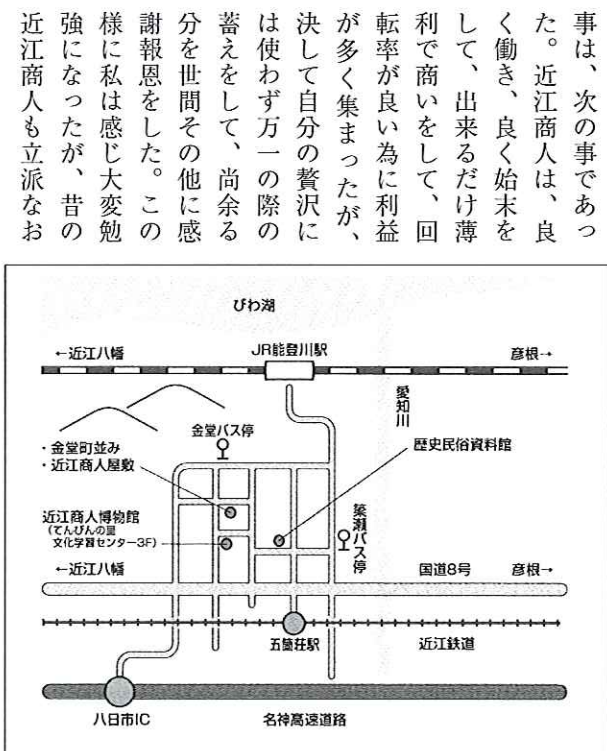 事は、次の事であっ
た。近江商人は、良
く働き、良く始末を
して、出来るだけ薄
利で商いをして、回
転率が良い為に利益
が多く集まったが、
決して自分の贅沢に
は使わず万一の際の
蓄えをして、尚余る
分を世間その他に感
謝報恩をした。この
様に私は感じ大変勉
強になったが、昔の
近江商人も立派なお
びわ湖
←近江八幡
JR能登川駅
彦根→
愛知川
金堂バス停
・金堂町並み
・近江商人屋敷
歴史民俗資料館
近江商人博物館
(てんびんの里
文化学習センター3F)
簗瀬バス停
←近江八幡
国道8号
彦根→
五箇荘駅
近江鉄道
八日市IC
名神高速道路